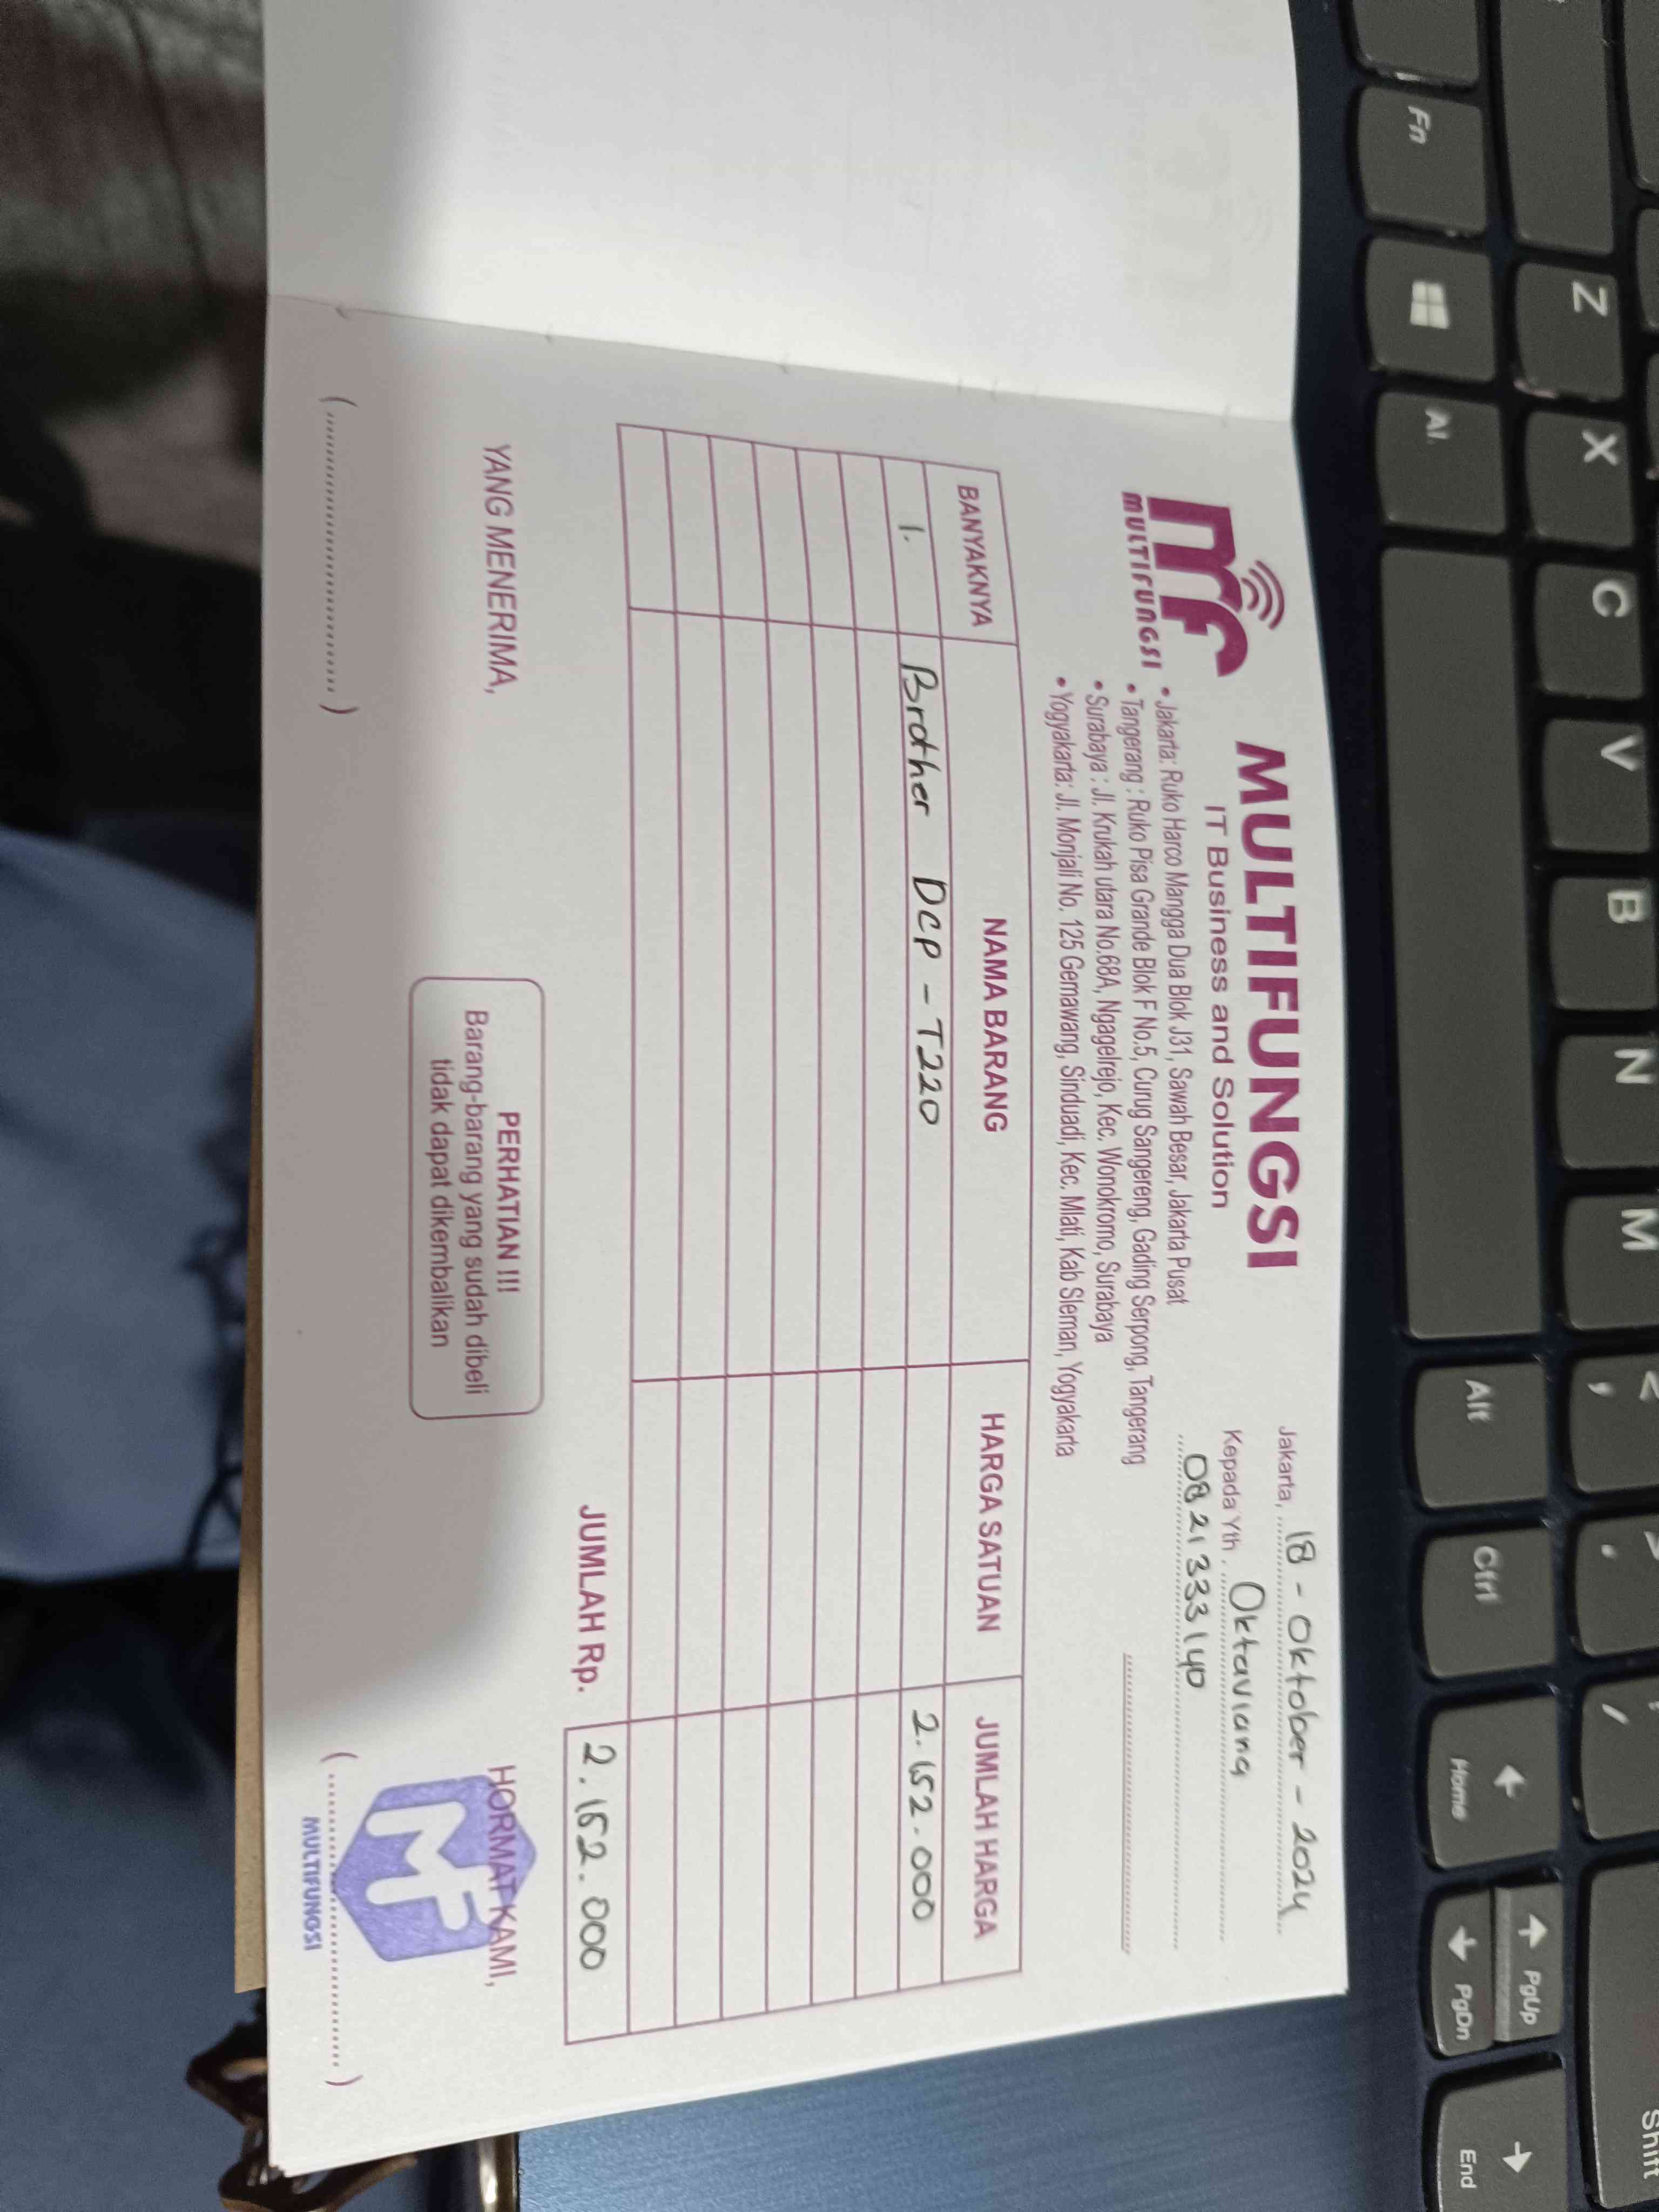 MULTIFUNGSI
MULTIFUNGSI
IT Business and Solution
• Jakarta: Ruko Harco Mangga Dua Blok J31, Sawah Besar, Jakarta Pusat
• Tangerang : Ruko Pisa Grande Blok F No.5, Curug Sangereng, Gading Serpong, Tangerang
• Surabaya : Jl. Krukah utara No.68A, Ngagelrejo, Kec. Wonokromo, Surabaya
• Yogyakarta: Jl. Monjali No. 125 Gemawang, Sinduadi, Kec. Mlati, Kab Sleman, Yogyakarta
Jakarta, 18 - Oktober - 2024
Kepada Yth. Oktaviana
0821333140
BANYAKNYA NAMA BARANG HARGA SATUAN JUMLAH HARGA
1. Brother DCP - T220 2.152.000
JUMLAH Rp. 2.152.000
YANG MENERIMA,
PERHATIAN !!!
Barang-barang yang sudah dibeli
tidak dapat dikembalikan
HORMAT KAMI,
MF
MULTIFUNGSI
(........................) (........................)
Fn
Z
X
C
V
B
N
M
<
,
.
/
Alt
Alt
Ctrl
Home
PgUp
PgDn
End
Shift